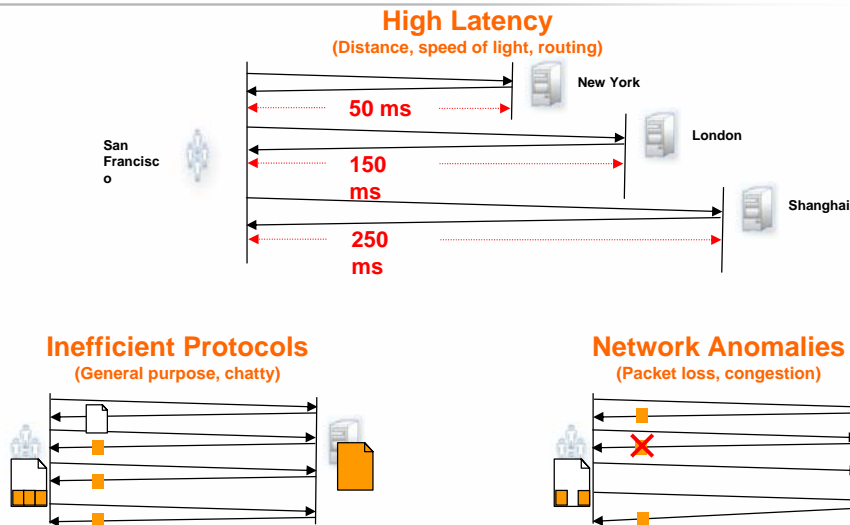 High Latency
(Distance, speed of light, routing)
New York
50 ms
San
Francisc
o
London
150
ms
Shanghai
250
ms
Inefficient Protocols
(General purpose, chatty)
Network Anomalies
(Packet loss, congestion)